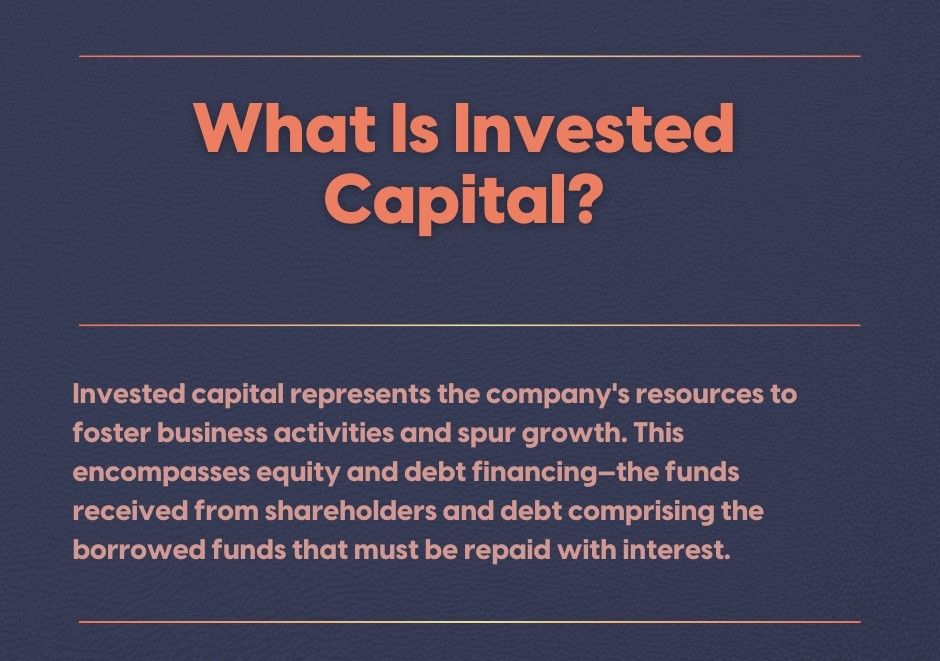 What Is Invested
Capital?
Invested capital represents the company's resources to
foster business activities and spur growth. This
encompasses equity and debt financing—the funds
received from shareholders and debt comprising the
borrowed funds that must be repaid with interest.